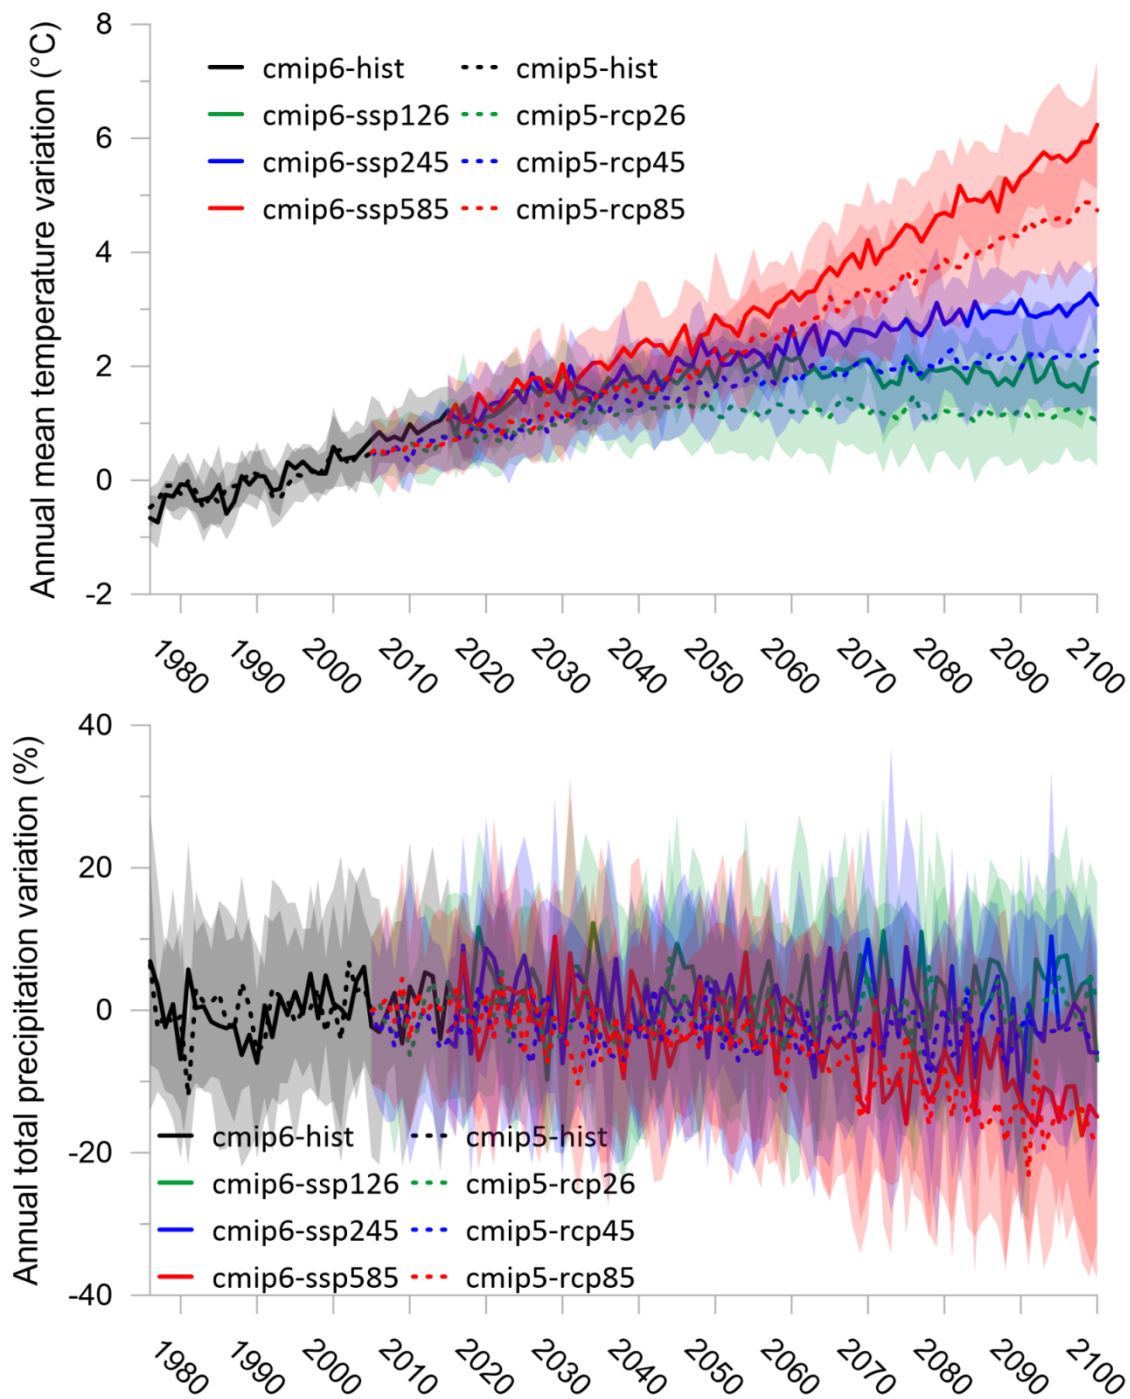 Annual mean temperature variation (°C)
8
6
4
2
0
-2
cmip6-hist cmip5-hist
cmip6-ssp126 cmip5-rcp26
cmip6-ssp245 cmip5-rcp45
cmip6-ssp585 cmip5-rcp85
1980 1990 2000 2010 2020 2030 2040 2050 2060 2070 2080 2090 2100
Annual total precipitation variation (%)
40
20
0
-20
-40
cmip6-hist cmip5-hist
cmip6-ssp126 cmip5-rcp26
cmip6-ssp245 cmip5-rcp45
cmip6-ssp585 cmip5-rcp85
1980 1990 2000 2010 2020 2030 2040 2050 2060 2070 2080 2090 2100